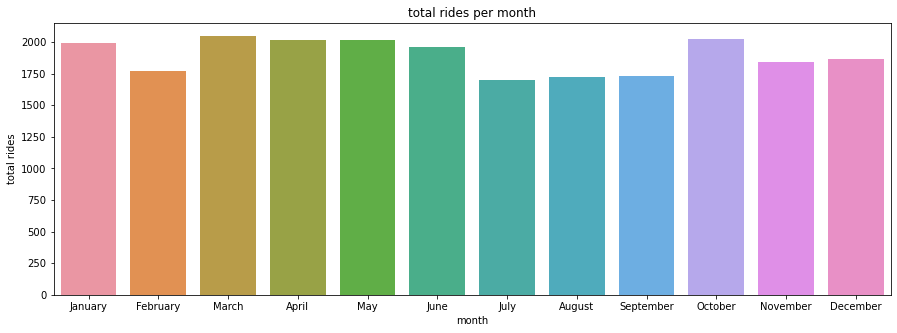 total rides per month
2000
1750
1500
1250
1000
750
500
250
0
total rides
January February March April May June July August September October November December
month